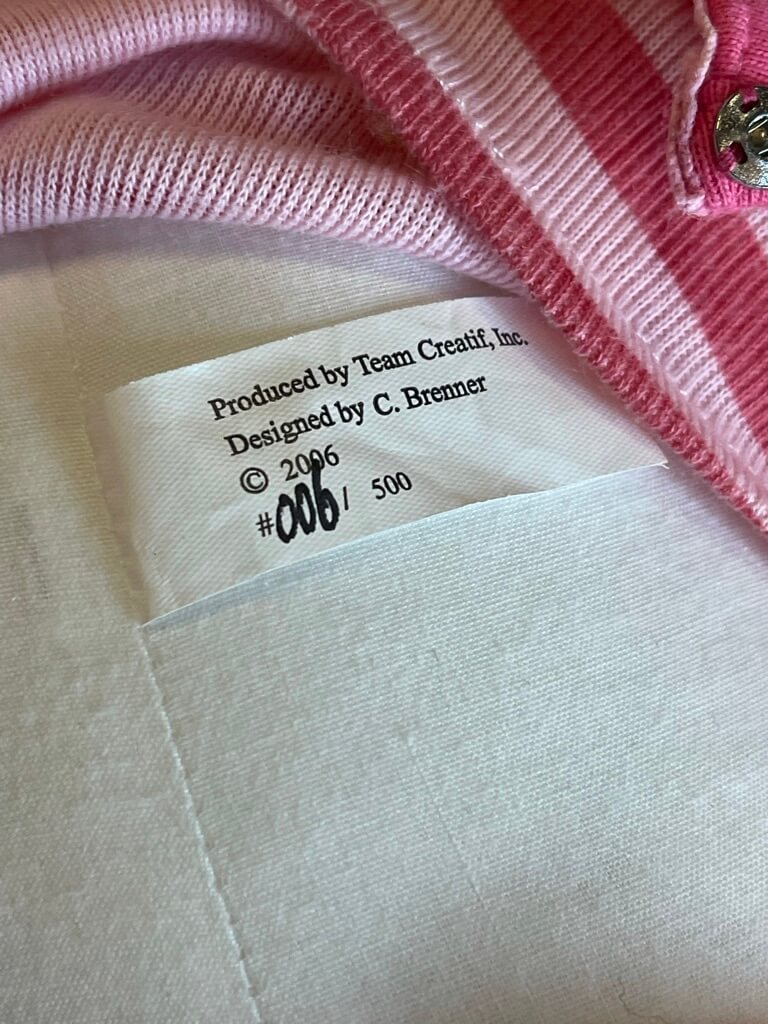 Produced by Team Creatif, Inc.
Designed by C. Brenner
© 2006
#006/ 500